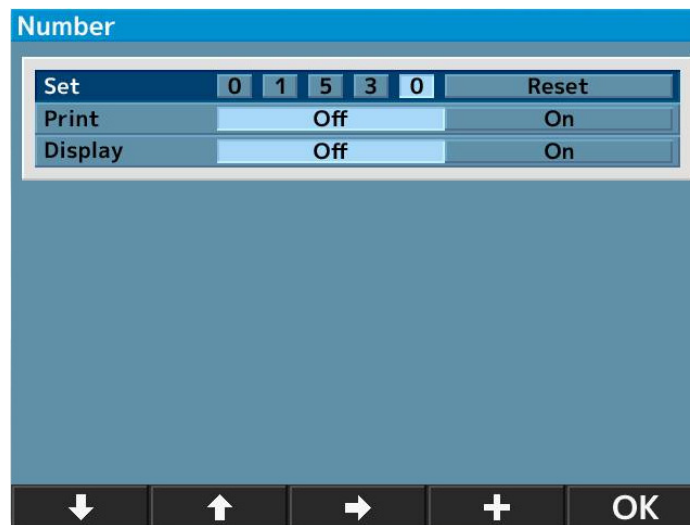 Number
Set 0 1 5 3 0 Reset
Print Off On
Display Off On
OK